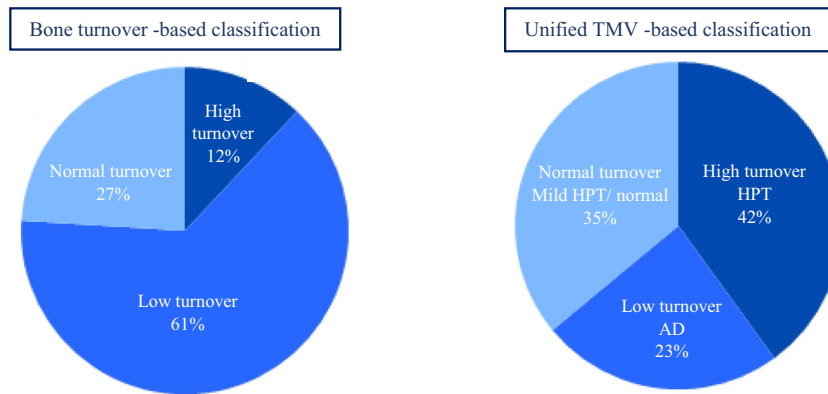 Bone turnover -based classification
High
turnover
12%
Normal turnover
27%
Low turnover
61%
Unified TMV -based classification
Normal turnover
Mild HPT/ normal
35%
High turnover
HPT
42%
Low turnover
AD
23%